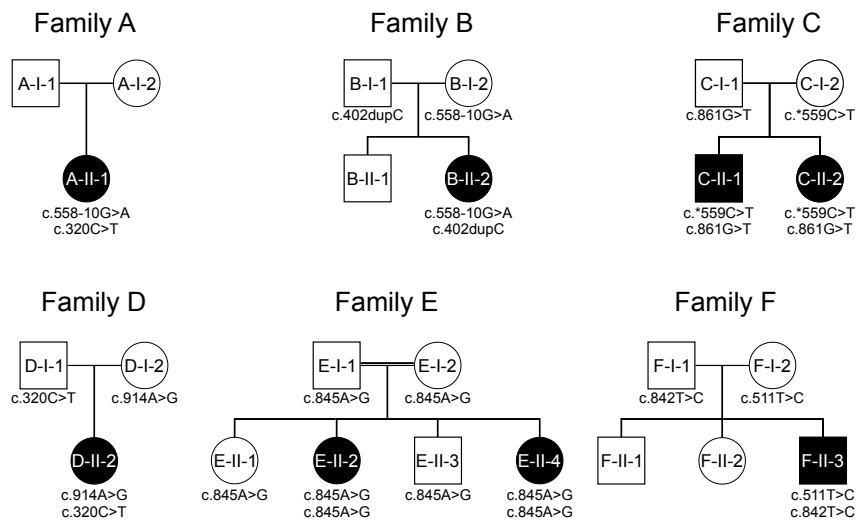 Family A
Family B
Family C
A-I-1 A-I-2
B-I-1 B-I-2
C-I-1 C-I-2
c.402dupC c.558-10G>A
c.861G>T c.*559C>T
A-II-1
B-II-1 B-II-2
C-II-1 C-II-2
c.558-10G>A
c.320C>T
c.558-10G>A
c.402dupC
c.*559C>T c.*559C>T
c.861G>T c.861G>T
Family D
Family E
Family F
D-I-1 D-I-2
E-I-1 E-I-2
F-I-1 F-I-2
c.320C>T c.914A>G
c.845A>G c.845A>G
c.842T>C c.511T>C
D-II-2
E-II-1 E-II-2 E-II-3 E-II-4
F-II-1 F-II-2 F-II-3
c.914A>G
c.320C>T
c.845A>G c.845A>G c.845A>G c.845A>G
c.845A>G c.845A>G
c.511T>C
c.842T>C